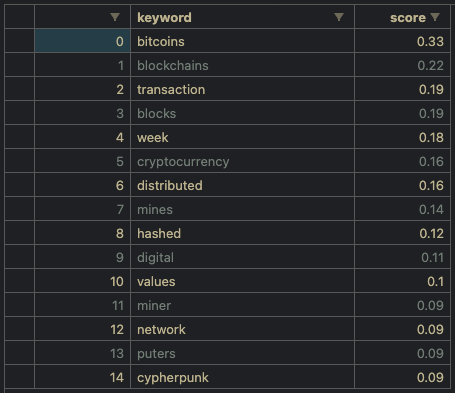 keyword score
0 bitcoins 0.33
1 blockchains 0.22
2 transaction 0.19
3 blocks 0.19
4 week 0.18
5 cryptocurrency 0.16
6 distributed 0.16
7 mines 0.14
8 hashed 0.12
9 digital 0.11
10 values 0.1
11 miner 0.09
12 network 0.09
13 puters 0.09
14 cypherpunk 0.09